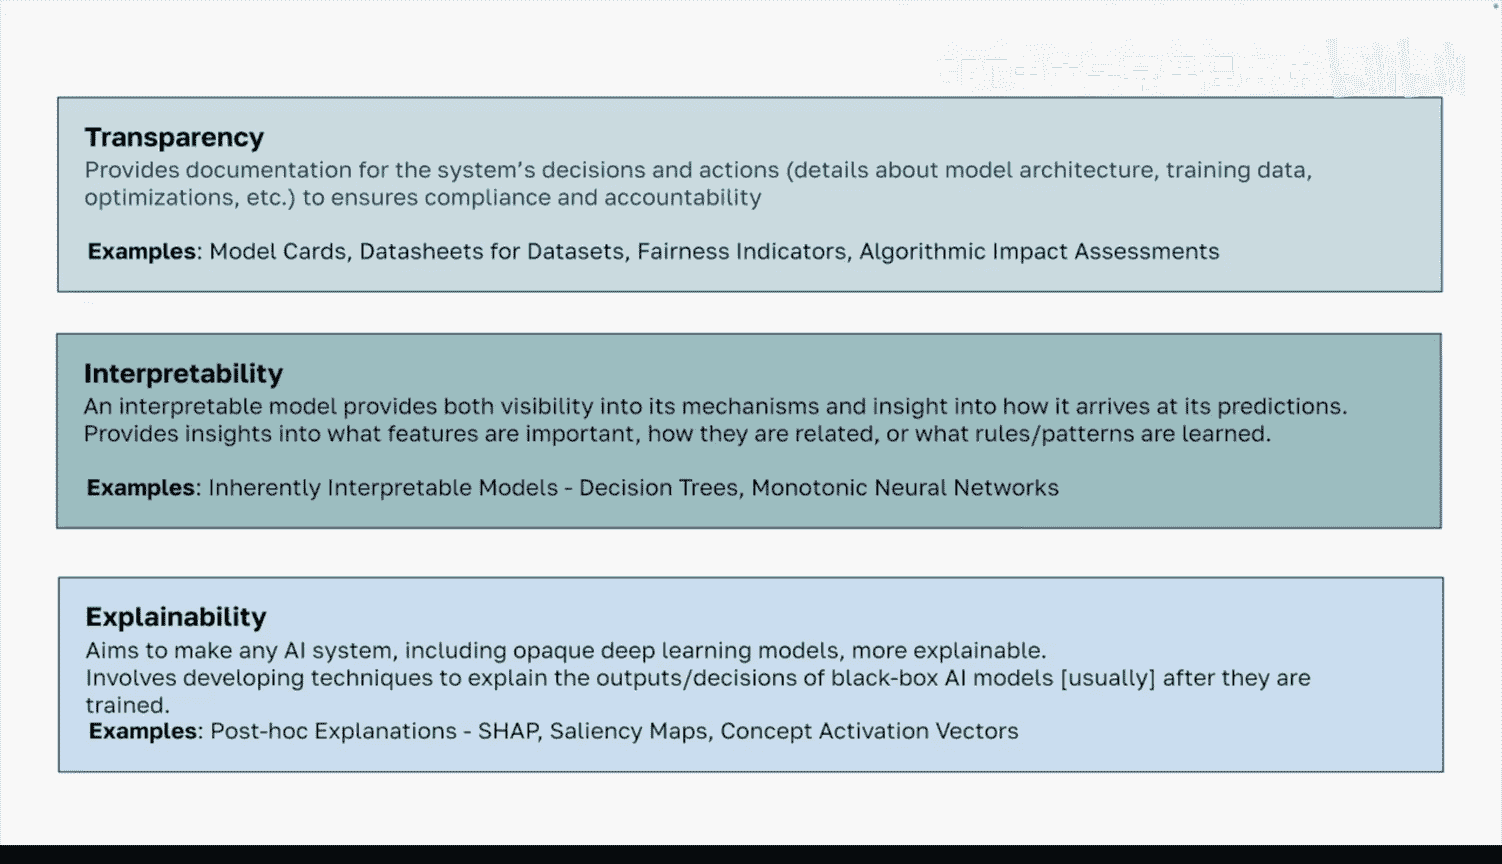 Transparency
Provides documentation for the system’s decisions and actions (details about model architecture, training data,
optimizations, etc.) to ensures compliance and accountability
Examples: Model Cards, Datasheets for Datasets, Fairness Indicators, Algorithmic Impact Assessments
Interpretability
An interpretable model provides both visibility into its mechanisms and insight into how it arrives at its predictions.
Provides insights into what features are important, how they are related, or what rules/patterns are learned.
Examples: Inherently Interpretable Models - Decision Trees, Monotonic Neural Networks
Explainability
Aims to make any AI system, including opaque deep learning models, more explainable.
Involves developing techniques to explain the outputs/decisions of black-box AI models [usually] after they are
trained.
Examples: Post-hoc Explanations - SHAP, Saliency Maps, Concept Activation Vectors